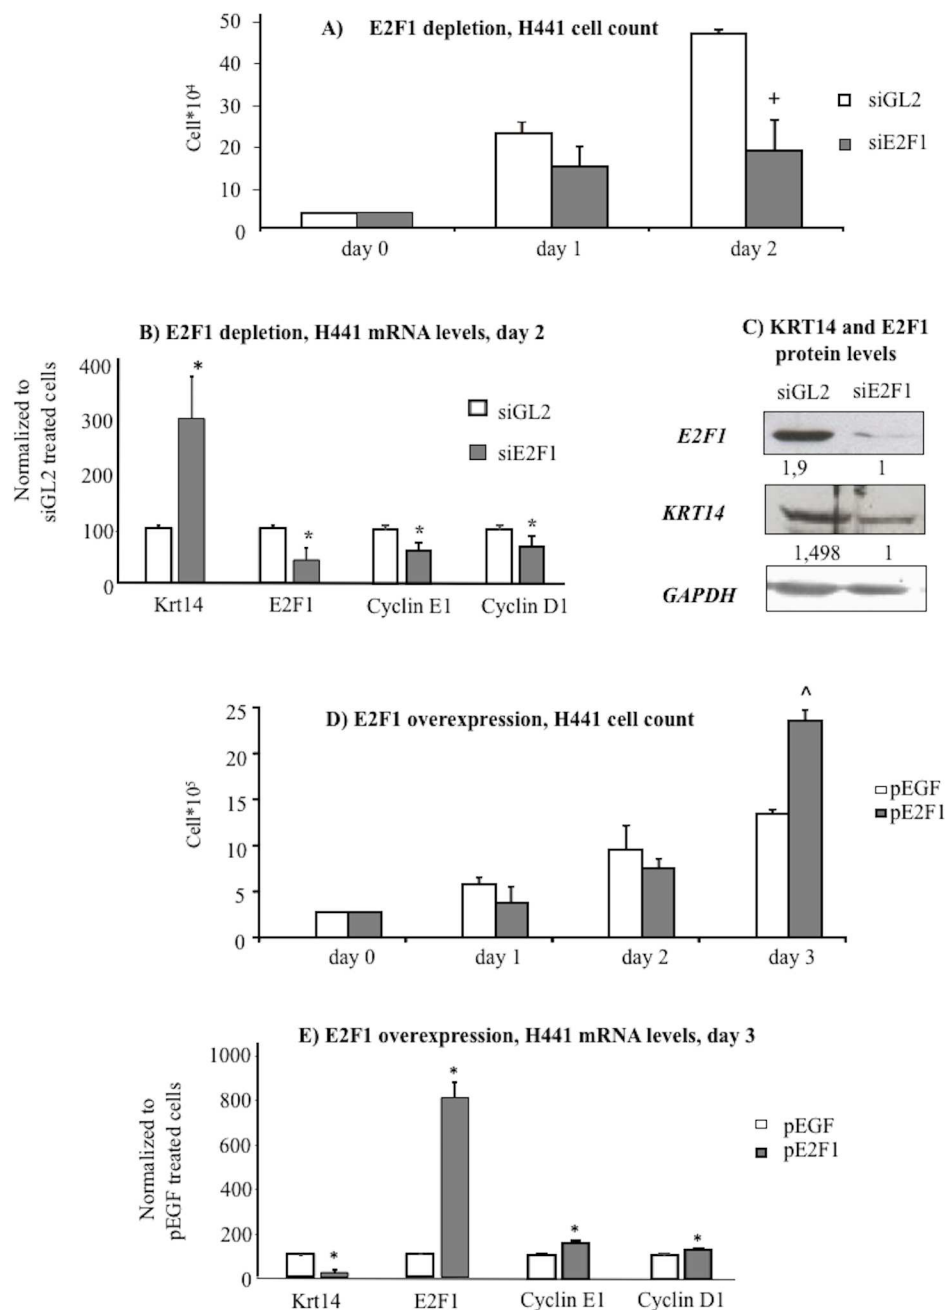 A) E2F1 depletion, H441 cell count
Cell*10⁴
50
40
30
20
10
0
+
siGL2
siE2F1
day 0 day 1 day 2
B) E2F1 depletion, H441 mRNA levels, day 2
Normalized to
siGL2 treated cells
400
300
200
100
0
* * * *
siGL2
siE2F1
Krt14 E2F1 Cyclin E1 Cyclin D1
C) KRT14 and E2F1
protein levels
siGL2 siE2F1
E2F1
1,9 1
KRT14
1,498 1
GAPDH
D) E2F1 overexpression, H441 cell count
Cell*10⁵
25
20
15
10
5
0
^
pEGF
pE2F1
day 0 day 1 day 2 day 3
E) E2F1 overexpression, H441 mRNA levels, day 3
Normalized to
pEGF treated cells
1000
800
600
400
200
0
* * * *
pEGF
pE2F1
Krt14 E2F1 Cyclin E1 Cyclin D1